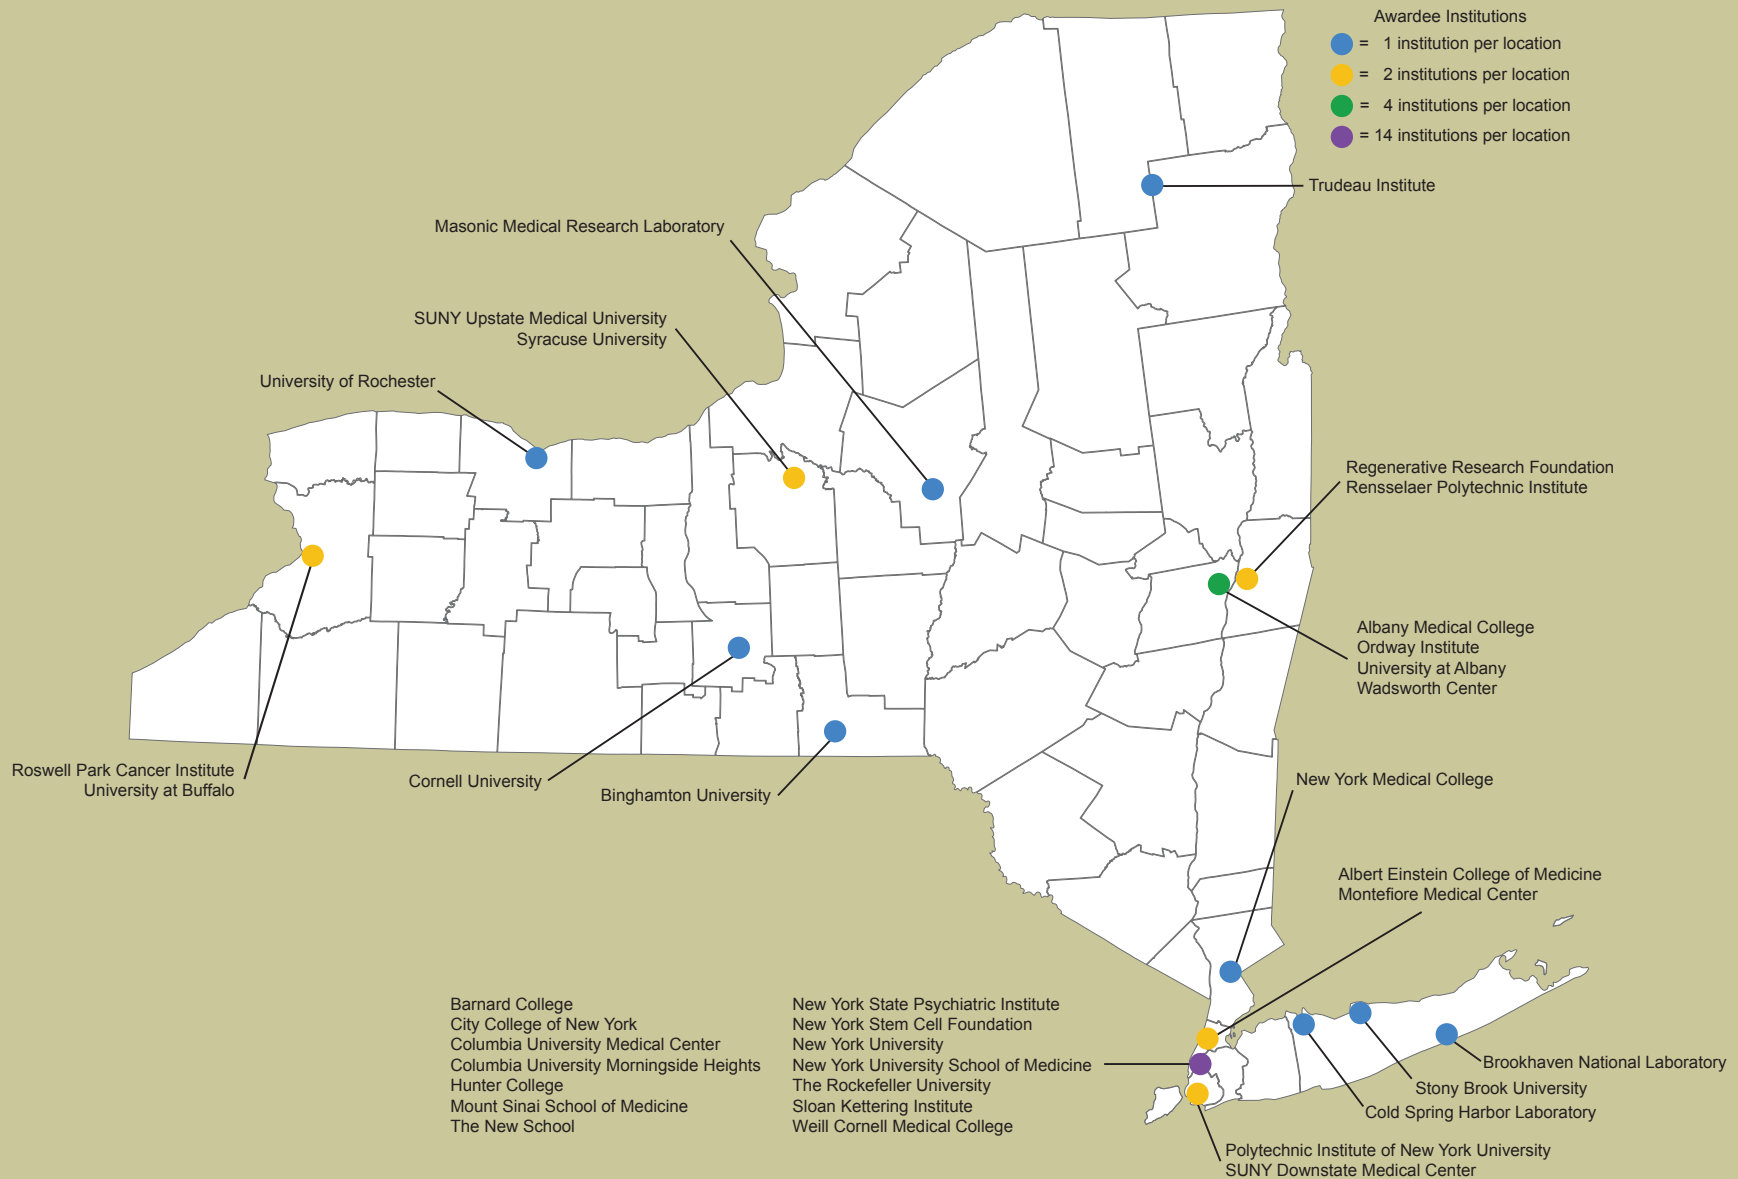 Awardee Institutions
= 1 institution per location
= 2 institutions per location
= 4 institutions per location
= 14 institutions per location
Trudeau Institute
Masonic Medical Research Laboratory
SUNY Upstate Medical University
Syracuse University
University of Rochester
Regenerative Research Foundation
Rensselaer Polytechnic Institute
Albany Medical College
Ordway Institute
University at Albany
Wadsworth Center
Roswell Park Cancer Institute
University at Buffalo
Cornell University
Binghamton University
New York Medical College
Albert Einstein College of Medicine
Montefiore Medical Center
Barnard College
City College of New York
Columbia University Medical Center
Columbia University Morningside Heights
Hunter College
Mount Sinai School of Medicine
The New School
New York State Psychiatric Institute
New York Stem Cell Foundation
New York University
New York University School of Medicine
The Rockefeller University
Sloan Kettering Institute
Weill Cornell Medical College
Brookhaven National Laboratory
Stony Brook University
Cold Spring Harbor Laboratory
Polytechnic Institute of New York University
SUNY Downstate Medical Center